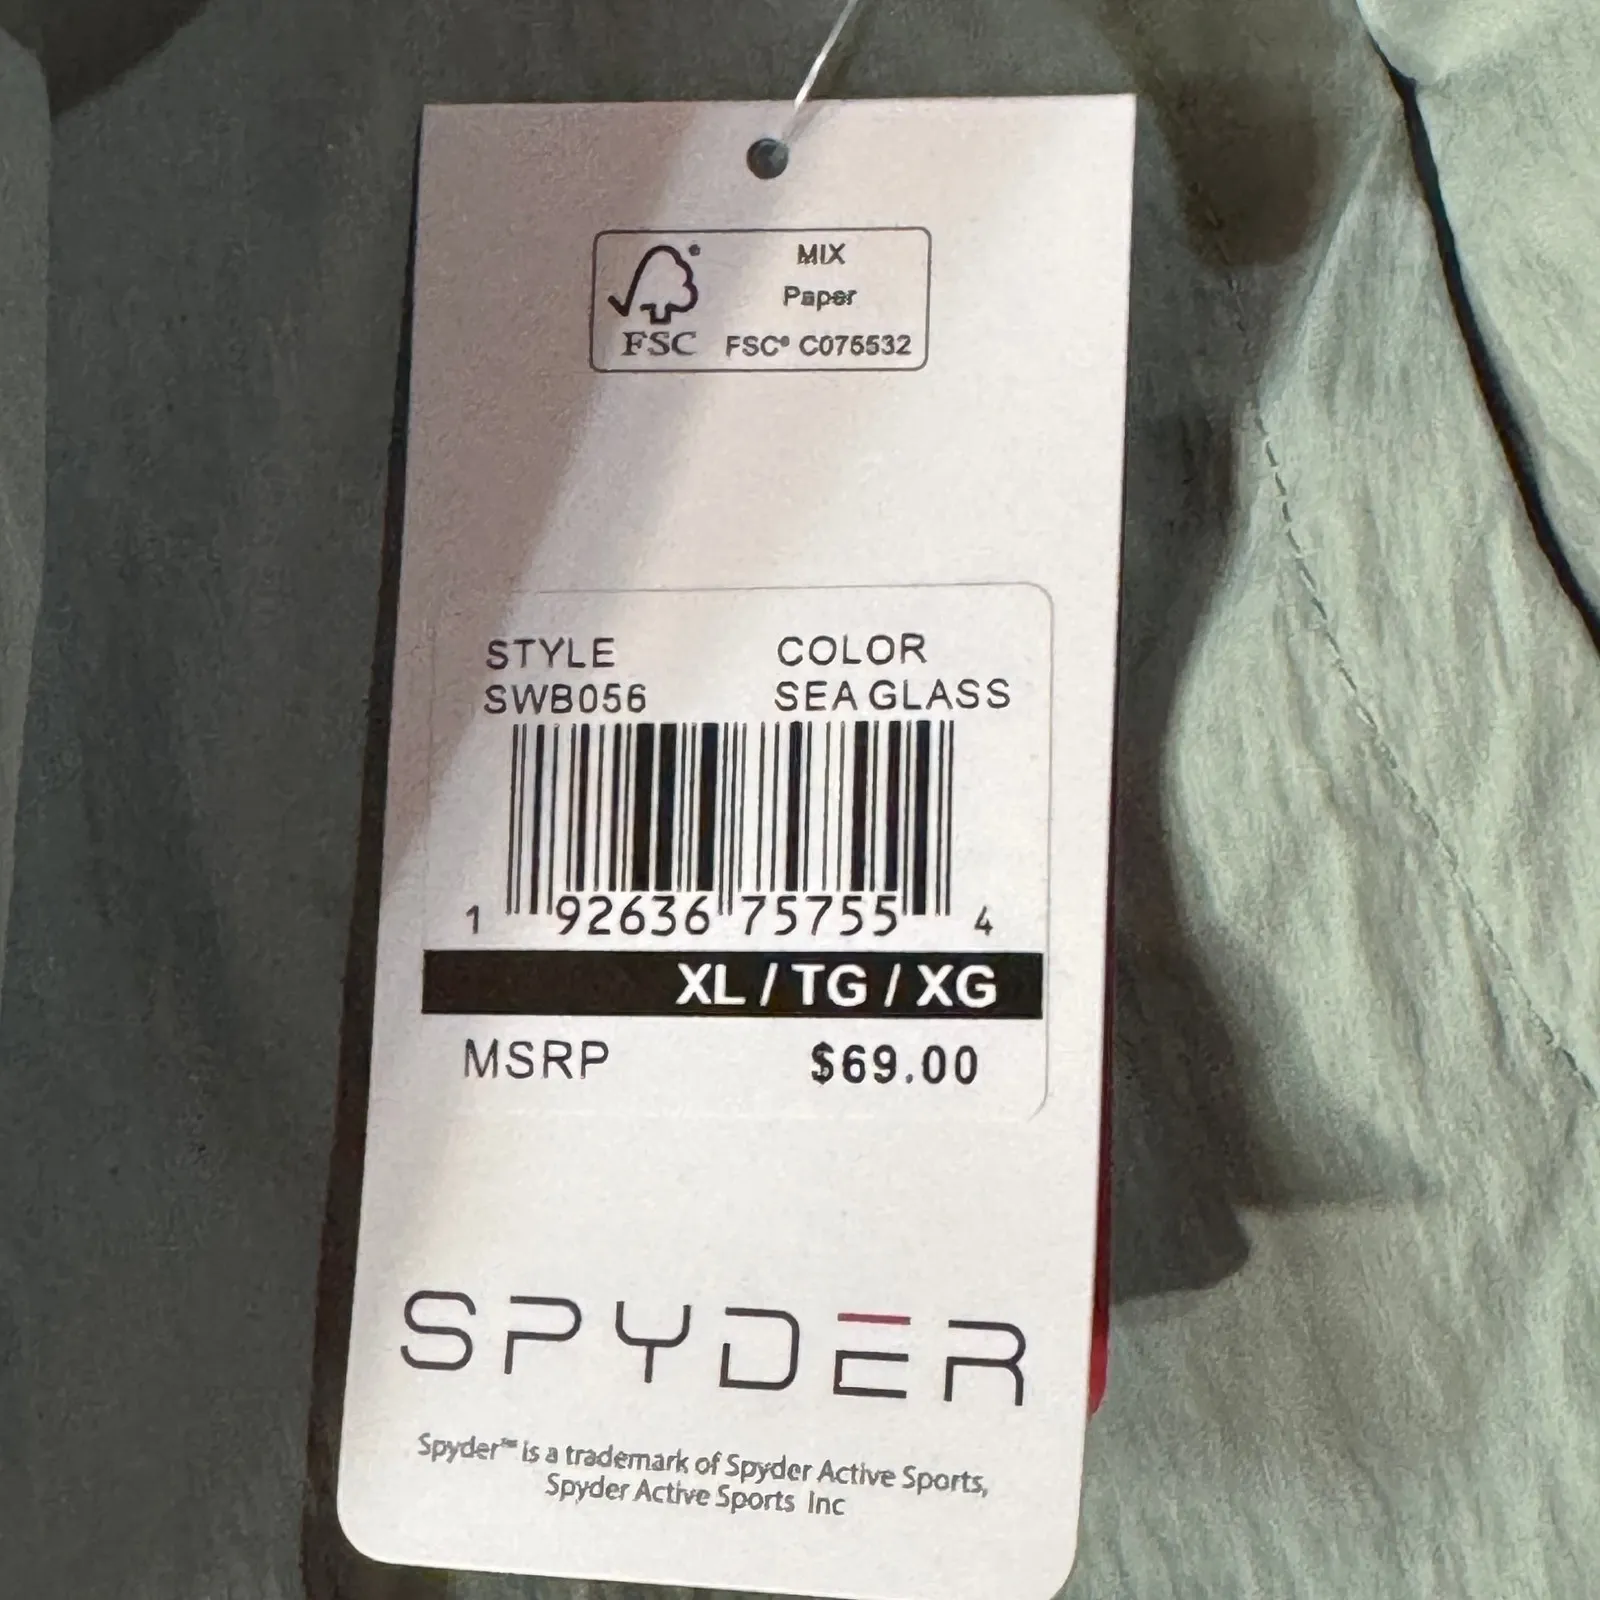 MIX
Paper
FSC FSC® C075532
STYLE COLOR
SWB056 SEA GLASS
1 92636 75755 4
XL / TG / XG
MSRP $69.00
SPYDER
Spyder™ is a trademark of Spyder Active Sports,
Spyder Active Sports Inc